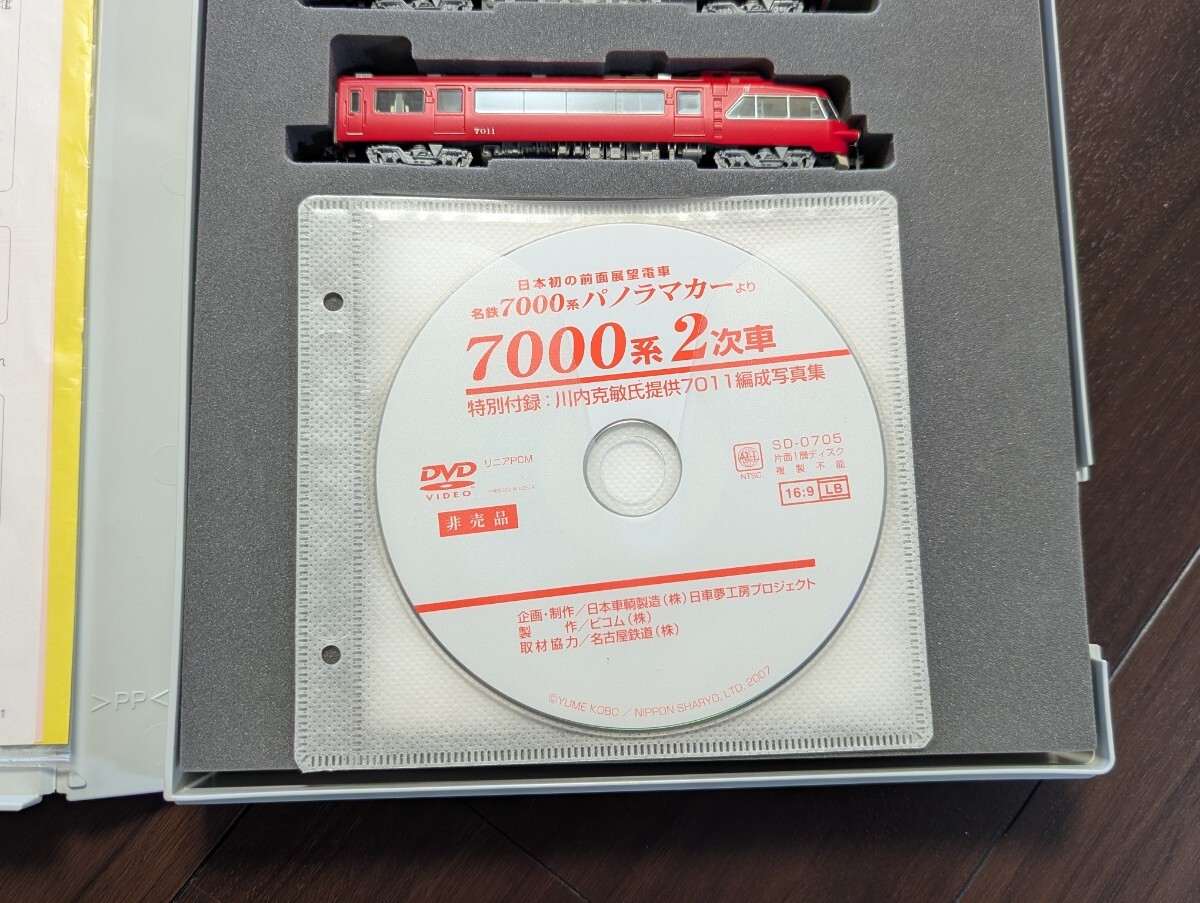 7011
日本初の前面展望電車
名鉄7000系パノラマカーより
7000系2次車
特別付録:川内克敏氏提供7011編成写真集
DVD
VIDEO
リニアPCM
非売品
ALL
NTSC
SD-0705
片面1層ディスク
複製不能
16:9 LB
企画・制作/日本車輌製造(株)日車夢工房プロジェクト
製作/ビコム(株)
取材協力/名古屋鉄道(株)
©YUME KOBO / NIPPON SHARYO, LTD. 2007
>PP<